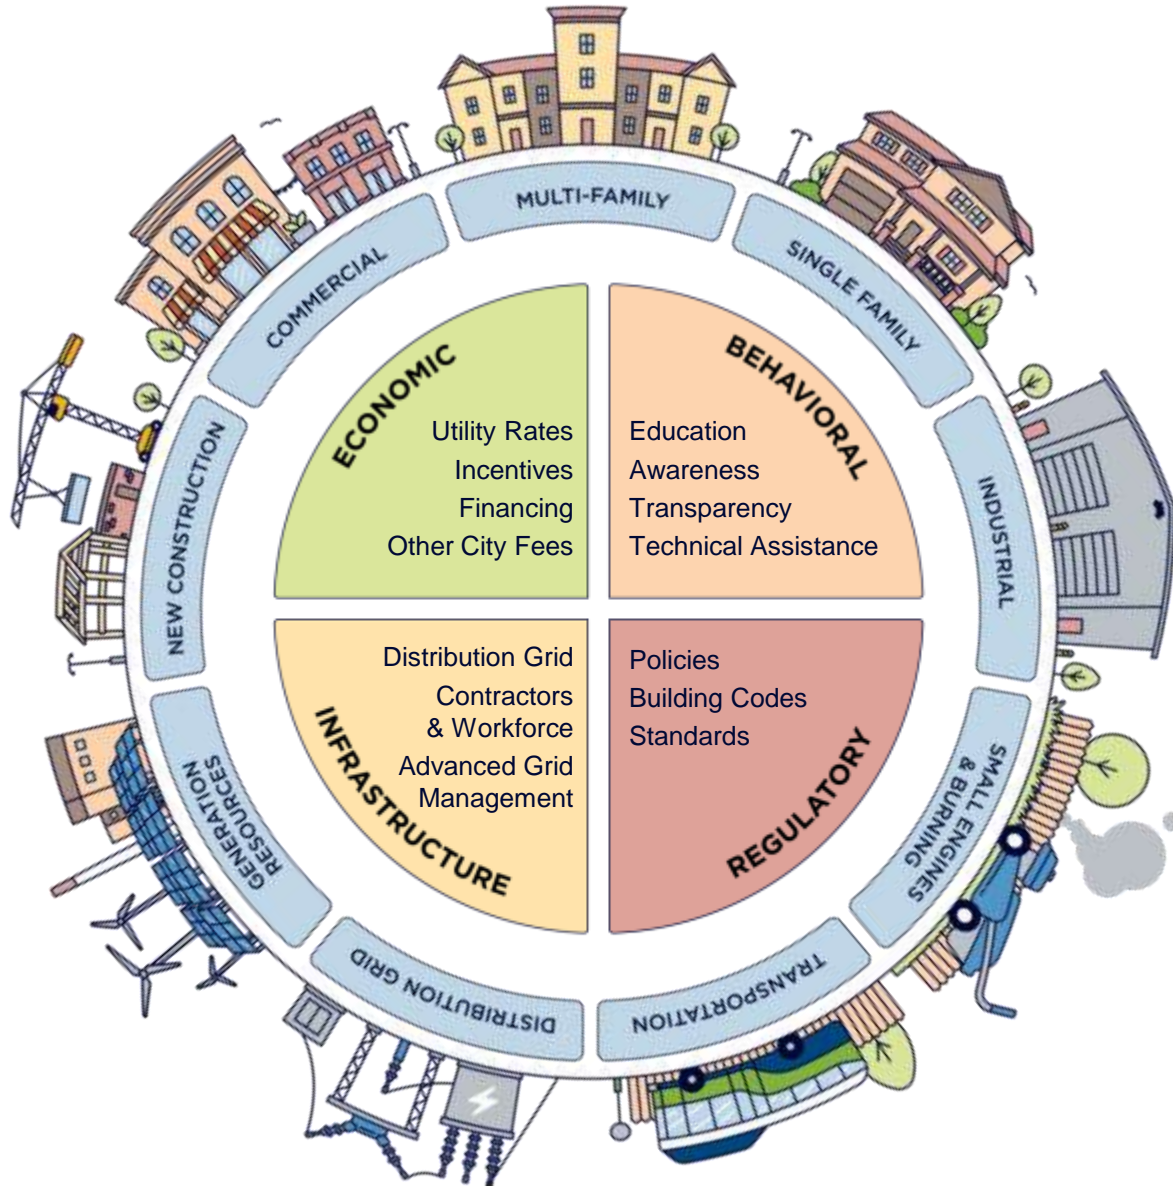 MULTI-FAMILY
SINGLE FAMILY
INDUSTRIAL
SMALL ENGINES
& BURNING
TRANSPORTATION
DISTRIBUTION GRID
GENERATION
RESOURCES
NEW CONSTRUCTION
COMMERCIAL
ECONOMIC
Utility Rates
Incentives
Financing
Other City Fees
BEHAVIORAL
Education
Awareness
Transparency
Technical Assistance
INFRASTRUCTURE
Distribution Grid
Contractors
& Workforce
Advanced Grid
Management
REGULATORY
Policies
Building Codes
Standards